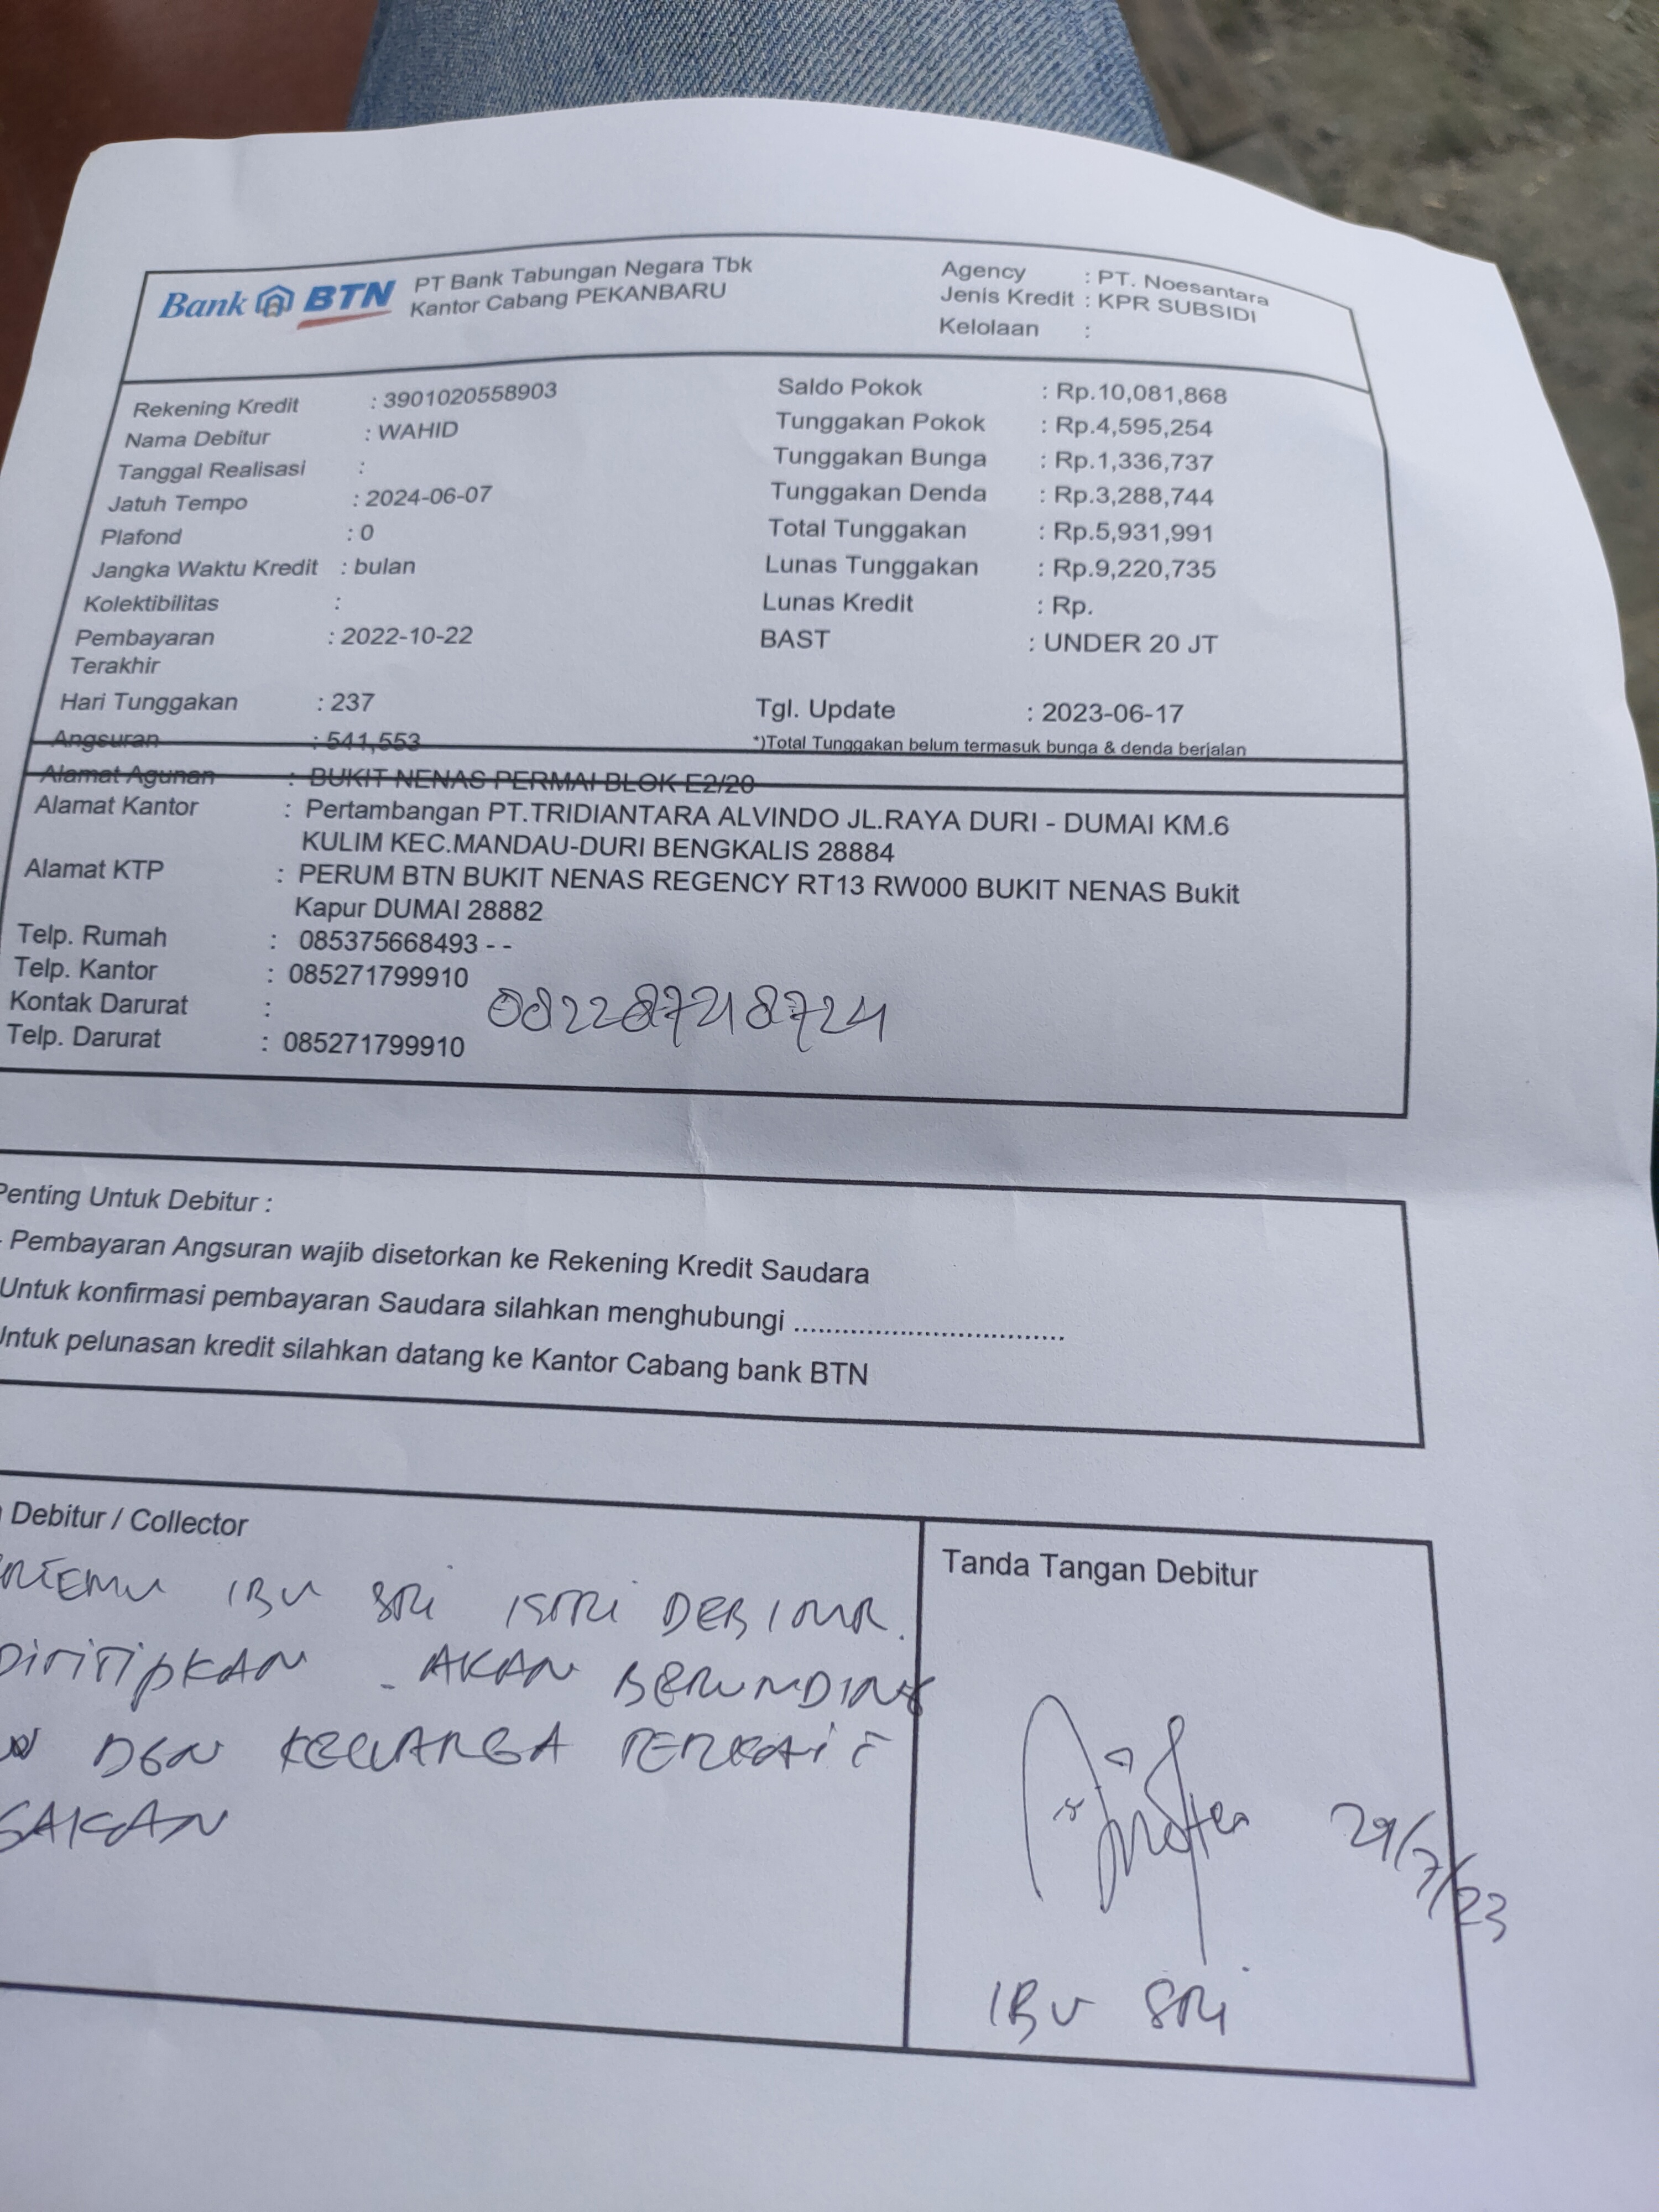 Bank BTN
PT Bank Tabungan Negara Tbk
Kantor Cabang PEKANBARU
Agency : PT. Noesantara
Jenis Kredit : KPR SUBSIDI
Kelolaan :
Rekening Kredit : 3901020558903
Nama Debitur : WAHID
Tanggal Realisasi :
Jatuh Tempo : 2024-06-07
Plafond : 0
Jangka Waktu Kredit : bulan
Kolektibilitas :
Pembayaran Terakhir : 2022-10-22
Hari Tunggakan : 237
Angsuran : 541,553
Saldo Pokok : Rp.10,081,868
Tunggakan Pokok : Rp.4,595,254
Tunggakan Bunga : Rp.1,336,737
Tunggakan Denda : Rp.3,288,744
Total Tunggakan : Rp.5,931,991
Lunas Tunggakan : Rp.9,220,735
Lunas Kredit : Rp.
BAST : UNDER 20 JT
Tgl. Update : 2023-06-17
*)Total Tunggakan belum termasuk bunga & denda berjalan
Alamat Agunan : BUKIT NENAS PERMAI BLOK E2/20
Alamat Kantor : Pertambangan PT.TRIDIANTARA ALVINDO JL.RAYA DURI - DUMAI KM.6
KULIM KEC.MANDAU-DURI BENGKALIS 28884
Alamat KTP : PERUM BTN BUKIT NENAS REGENCY RT13 RW000 BUKIT NENAS Bukit
Kapur DUMAI 28882
Telp. Rumah : 085375668493 - -
Telp. Kantor : 085271799910
Kontak Darurat :
082287218724
Telp. Darurat : 085271799910
Penting Untuk Debitur :
- Pembayaran Angsuran wajib disetorkan ke Rekening Kredit Saudara
Untuk konfirmasi pembayaran Saudara silahkan menghubungi .................................
Untuk pelunasan kredit silahkan datang ke Kantor Cabang bank BTN
Debitur / Collector
IBU SRI ISTRI DEBITUR.
DITITIPKAN - AKAN BERUNDING
DGN KELUARGA TERKAIT
Tanda Tangan Debitur
29/7/23
IBU SRI